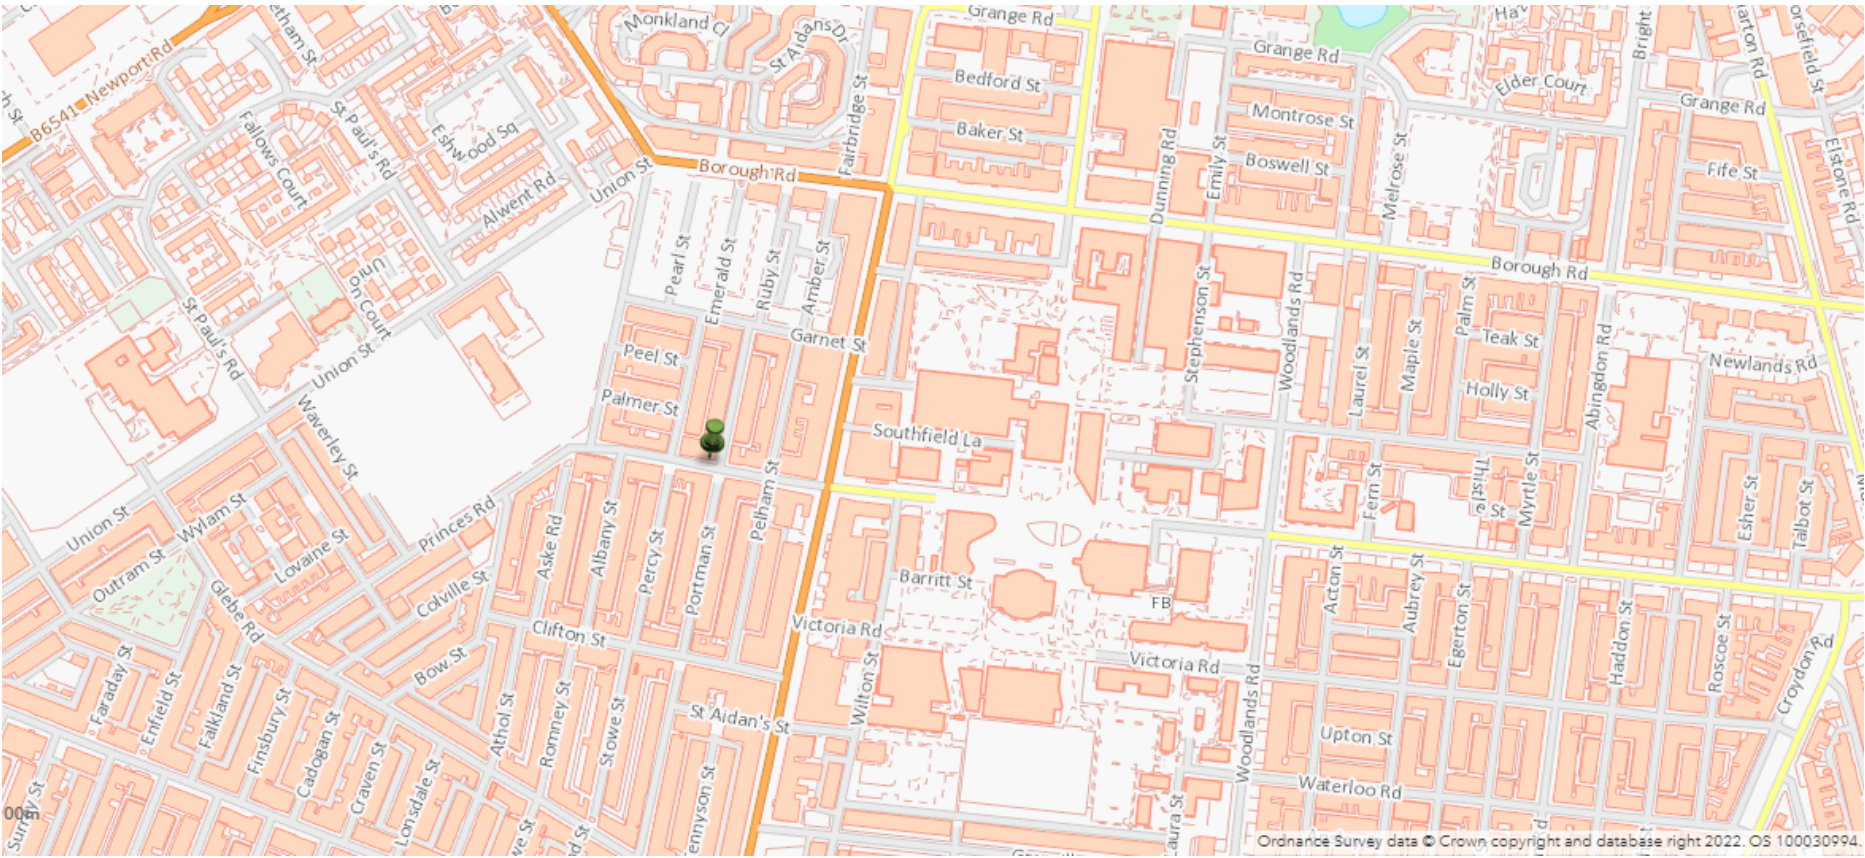 Monkland Cl
St Aidans Dr
Fairbridge St
Grange Rd
Bedford St
Baker St
Grange Rd
Montrose St
Boswell St
Elder Court
Grange Rd
Fife St
Elstone Rd
B6541 Newport Rd
Fallows Court
St Paul's Rd
Eshwood Sq
Alwent Rd
Union St
Borough Rd
Dunning Rd
Emily St
Melrose St
Pearl St
Emerald St
Ruby St
Amber St
Garnet St
Union Court
St Paul's Rd
Union St
Peel St
Palmer St
Stephenson St
Woodlands Rd
Borough Rd
Laurel St
Maple St
Palm St
Teak St
Holly St
Abingdon Rd
Newlands Rd
Waverley St
Southfield La
Union St
Wylam St
Princes Rd
Outram St
Lovaine St
Colville St
Glebe Rd
Aske Rd
Albany St
Percy St
Portman St
Pelham St
Clifton St
Barritt St
FB
Victoria Rd
Victoria Rd
Fern St
Thistle St
Myrtle St
Esher St
Talbot St
Acton St
Aubrey St
Egerton St
Haddon St
Roscoe St
Croydon Rd
Bow St
Faraday St
Enfield St
Falkland St
Finsbury St
Cadogan St
Craven St
Lonsdale St
Athol St
Romney St
Stowe St
St Aidan's St
Wilton St
Woodlands Rd
Upton St
Waterloo Rd
00m
Surrey St
ennyson St
aura St
Ordnance Survey data © Crown copyright and database right 2022. OS 100030994.